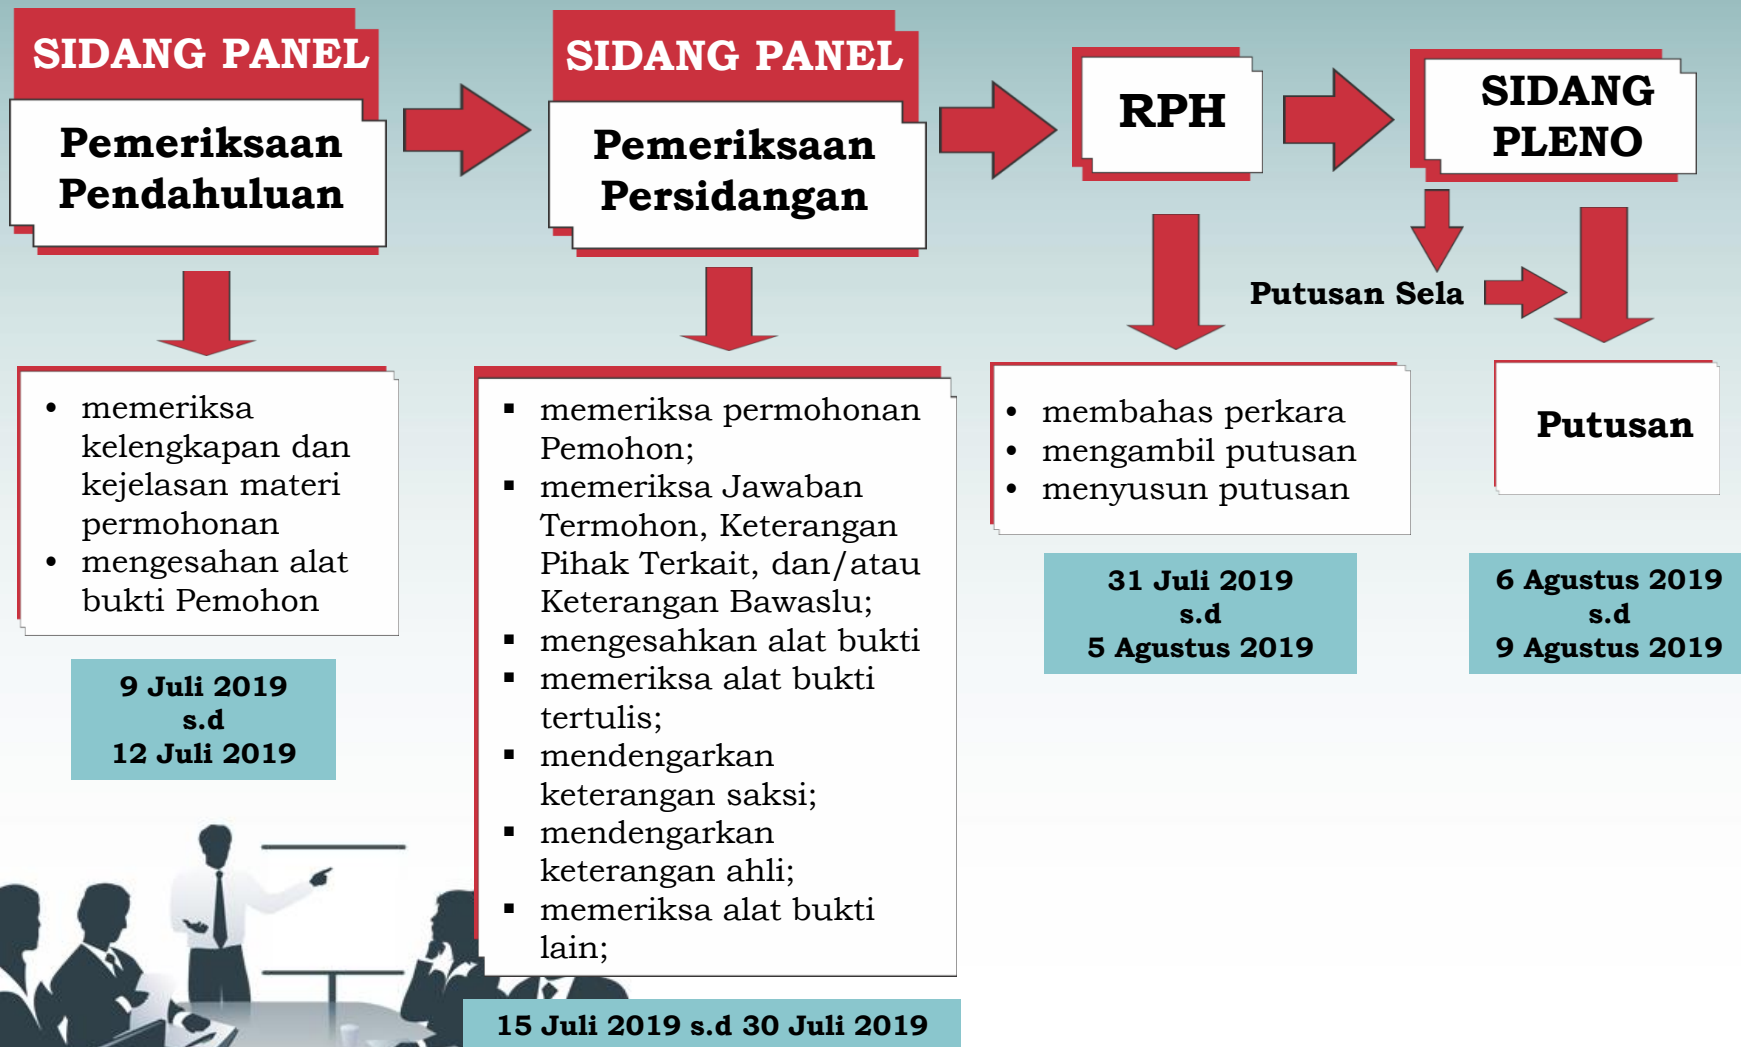 SIDANG PANEL
Pemeriksaan
Pendahuluan
• memeriksa
kelengkapan dan
kejelasan materi
permohonan
• mengesahan alat
bukti Pemohon
9 Juli 2019
s.d
12 Juli 2019
SIDANG PANEL
Pemeriksaan
Persidangan
▪ memeriksa permohonan
Pemohon;
▪ memeriksa Jawaban
Termohon, Keterangan
Pihak Terkait, dan/atau
Keterangan Bawaslu;
▪ mengesahkan alat bukti
▪ memeriksa alat bukti
tertulis;
▪ mendengarkan
keterangan saksi;
▪ mendengarkan
keterangan ahli;
▪ memeriksa alat bukti
lain;
15 Juli 2019 s.d 30 Juli 2019
RPH
• membahas perkara
• mengambil putusan
• menyusun putusan
31 Juli 2019
s.d
5 Agustus 2019
SIDANG
PLENO
Putusan Sela
Putusan
6 Agustus 2019
s.d
9 Agustus 2019